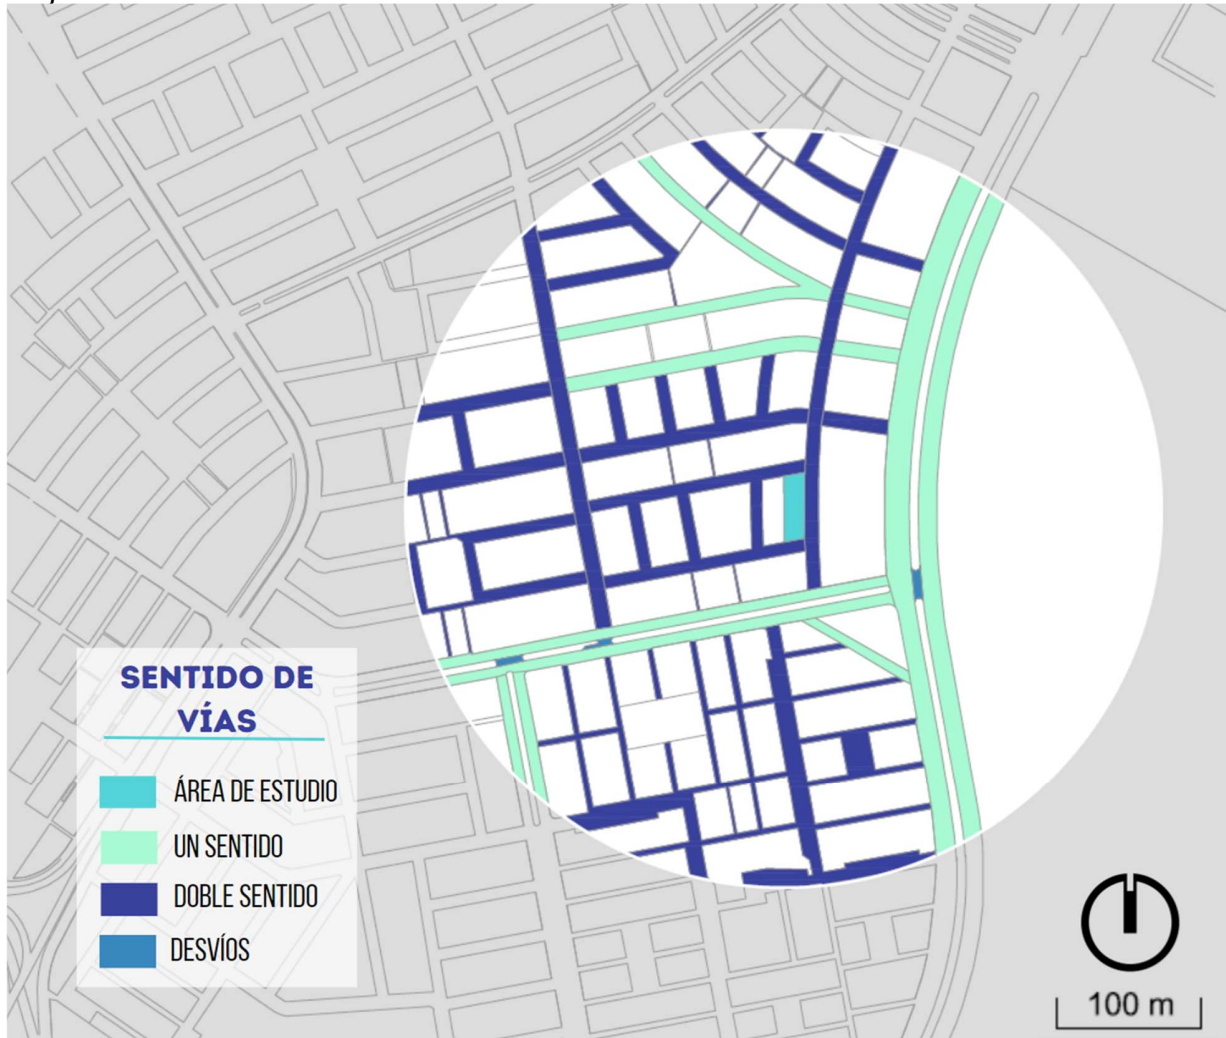 SENTIDO DE
VÍAS
ÁREA DE ESTUDIO
UN SENTIDO
DOBLE SENTIDO
DESVÍOS
100 m